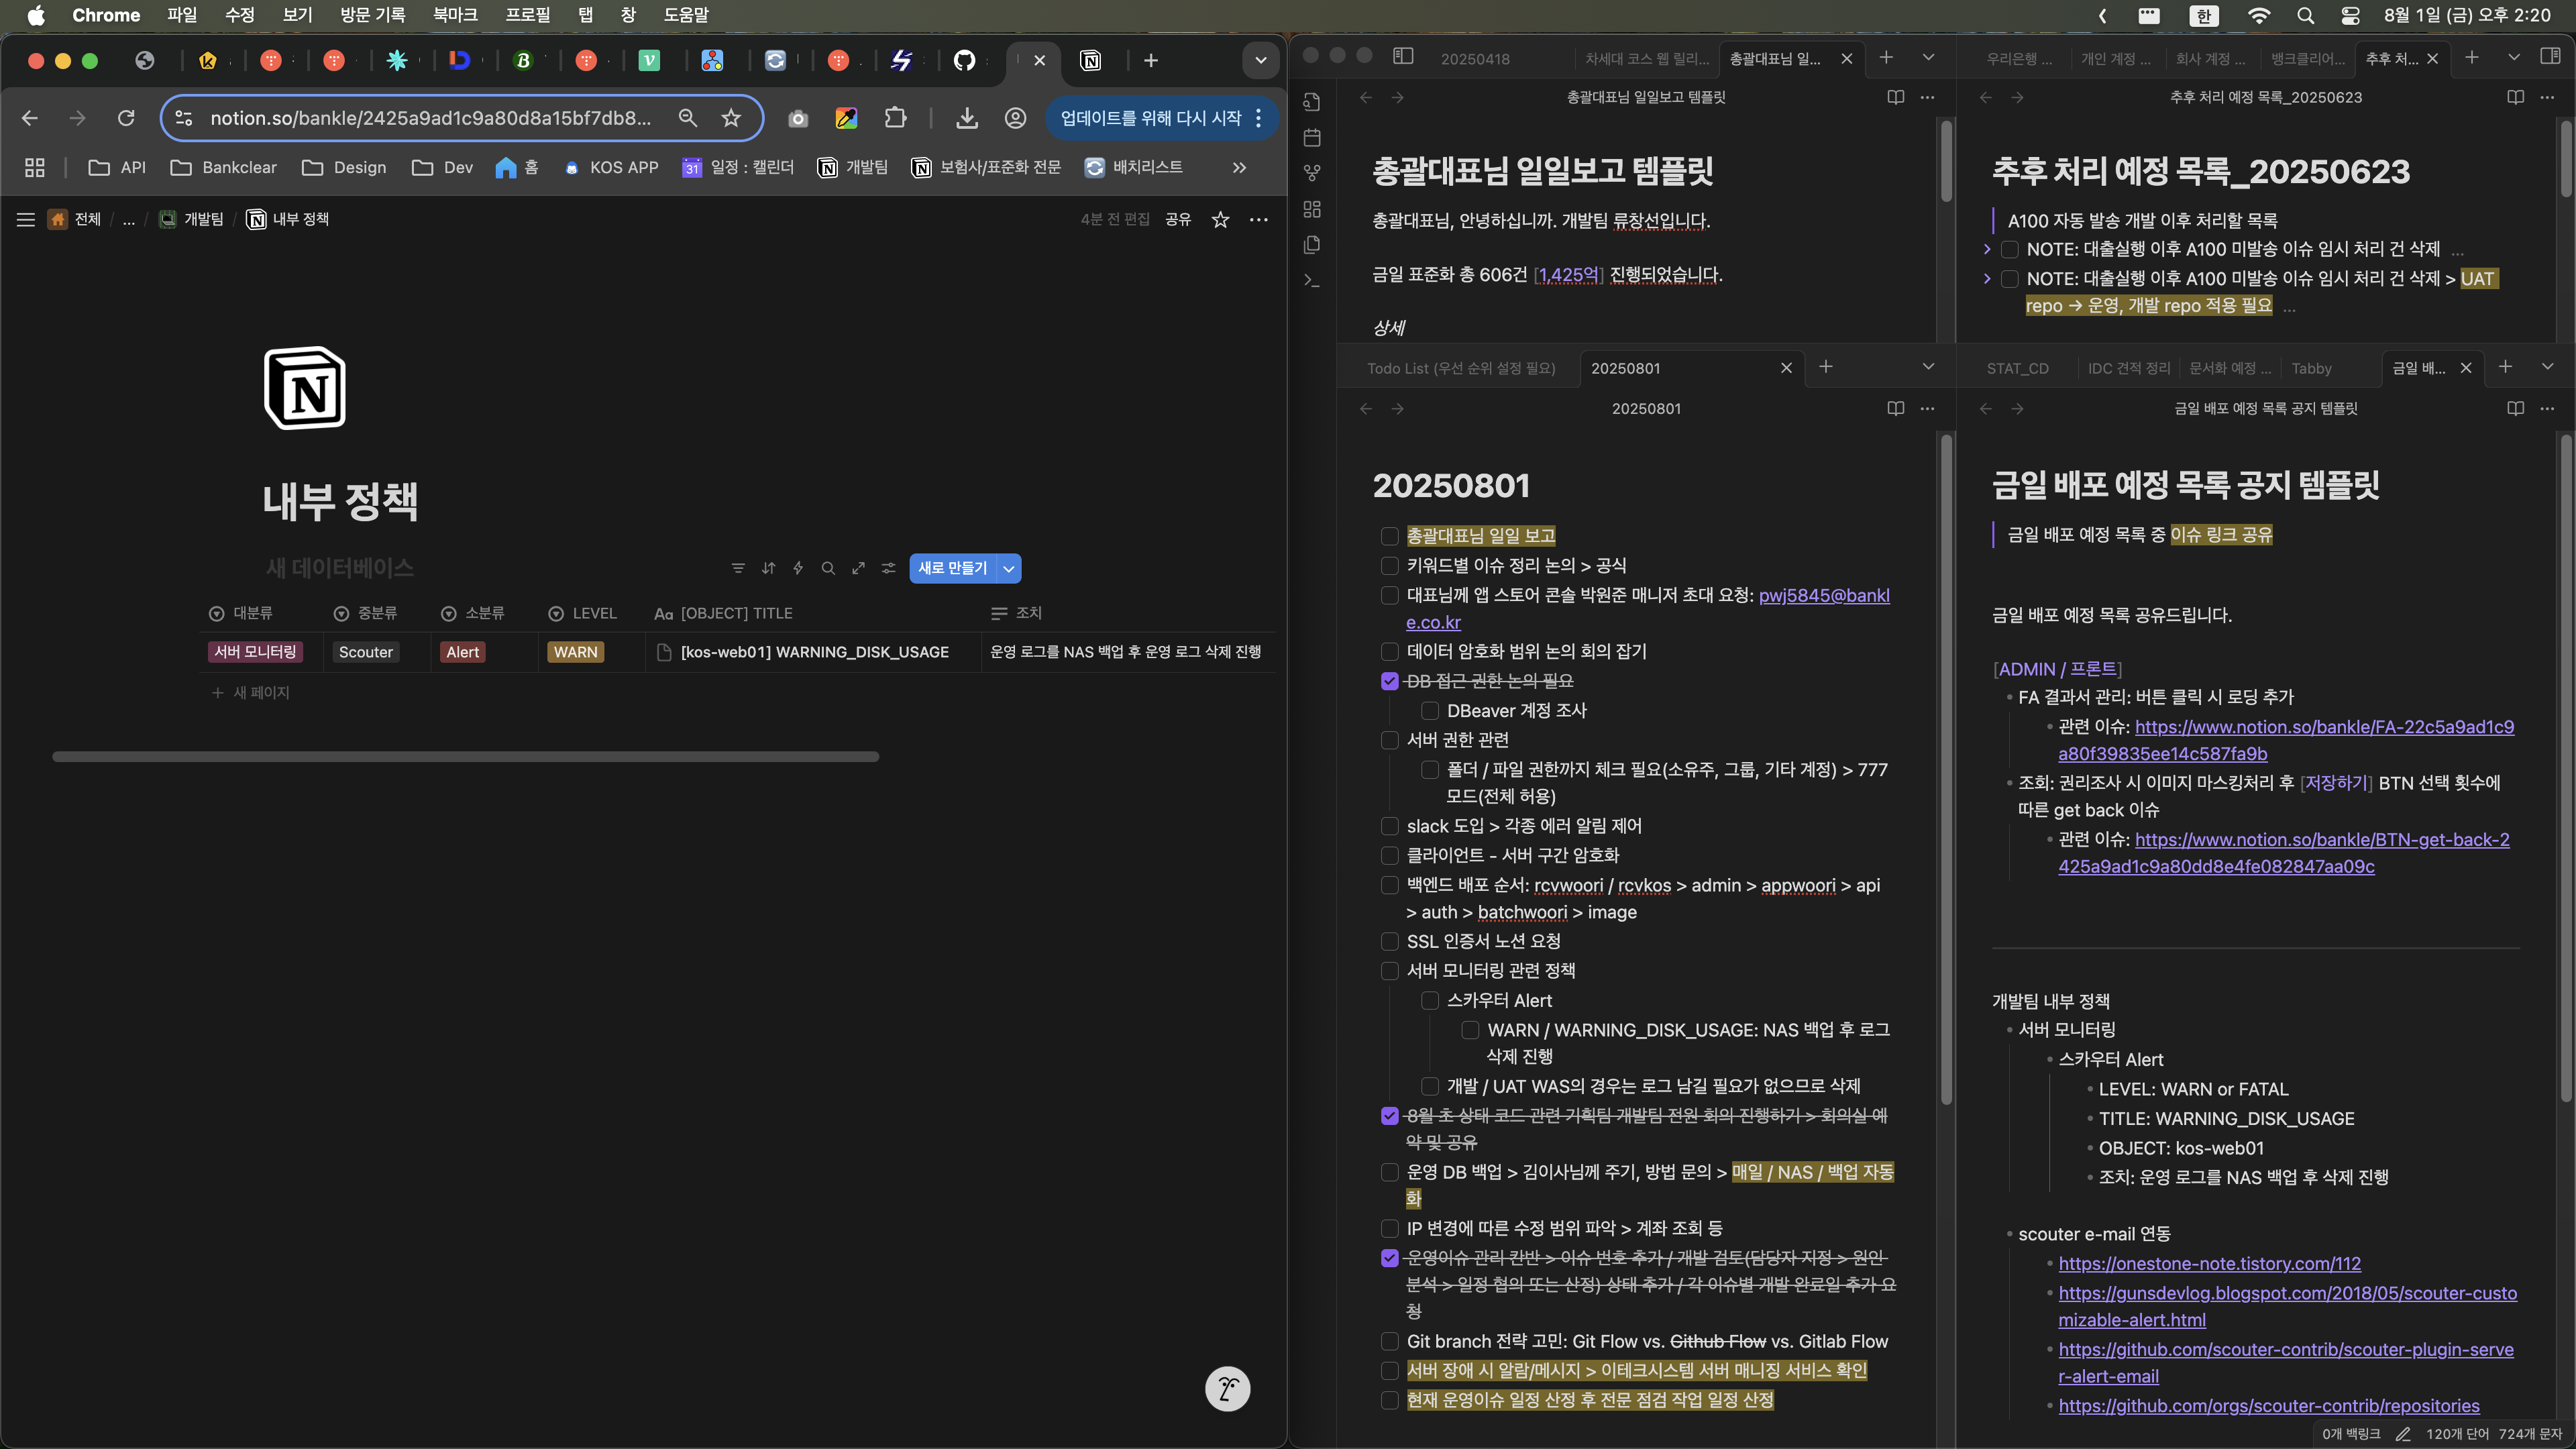 Chrome 파일 수정 보기 방문 기록 북마크 프로필 탭 창 도움말
한 8월 1일 (금) 오후 2:20
notion.so/bankle/2425a9ad1c9a80d8a15bf7db8...
업데이트를 위해 다시 시작
API Bankclear Design Dev 홈 KOS APP 일정 : 캘린더 개발팀 보험사/표준화 전문 배치리스트
전체 / ... / 개발팀 / 내부 정책
4분 전 편집 공유
내부 정책
새 데이터베이스
새로 만들기
대분류 중분류 소분류 LEVEL Aa [OBJECT] TITLE 조치
서버 모니터링 Scouter Alert WARN [kos-web01] WARNING_DISK_USAGE 운영 로그를 NAS 백업 후 운영 로그 삭제 진행
+ 새 페이지
20250418 차세대 코스 웹 릴리... 총괄대표님 일...
총괄대표님 일일보고 템플릿
총괄대표님 일일보고 템플릿
총괄대표님, 안녕하십니까. 개발팀 류창선입니다.
금일 표준화 총 606건 [1,425억] 진행되었습니다.
상세
우리은행 ... 개인 계정 ... 회사 계정 ... 뱅크클리어... 추후 처...
추후 처리 예정 목록_20250623
추후 처리 예정 목록_20250623
A100 자동 발송 개발 이후 처리할 목록
NOTE: 대출실행 이후 A100 미발송 이슈 임시 처리 건 삭제 ...
NOTE: 대출실행 이후 A100 미발송 이슈 임시 처리 건 삭제 > UAT
repo → 운영, 개발 repo 적용 필요 ...
Todo List (우선 순위 설정 필요) 20250801
20250801
20250801
총괄대표님 일일 보고
키워드별 이슈 정리 논의 > 공식
대표님께 앱 스토어 콘솔 박원준 매니저 초대 요청: pwj5845@bankl
e.co.kr
데이터 암호화 범위 논의 회의 잡기
DB 접근 권한 논의 필요
DBeaver 계정 조사
서버 권한 관련
폴더 / 파일 권한까지 체크 필요(소유주, 그룹, 기타 계정) > 777
모드(전체 허용)
slack 도입 > 각종 에러 알림 제어
클라이언트 - 서버 구간 암호화
백엔드 배포 순서: rcvwoori / rcvkos > admin > appwoori > api
> auth > batchwoori > image
SSL 인증서 노션 요청
서버 모니터링 관련 정책
스카우터 Alert
WARN / WARNING_DISK_USAGE: NAS 백업 후 로그
삭제 진행
개발 / UAT WAS의 경우는 로그 남길 필요가 없으므로 삭제
8월 초 상태 코드 관련 기획팀 개발팀 전원 회의 진행하기 > 회의실 예
약 및 공유
운영 DB 백업 > 김이사님께 주기, 방법 문의 > 매일 / NAS / 백업 자동
화
IP 변경에 따른 수정 범위 파악 > 계좌 조회 등
운영이슈 관리 칸반 > 이슈 번호 추가 / 개발 검토(담당자 지정 > 원인
분석 > 일정 협의 또는 산정) 상태 추가 / 각 이슈별 개발 완료일 추가 요
청
Git branch 전략 고민: Git Flow vs. Github Flow vs. Gitlab Flow
서버 장애 시 알람/메시지 > 이테크시스템 서버 매니징 서비스 확인
현재 운영이슈 일정 산정 후 전문 점검 작업 일정 산정
STAT_CD IDC 견적 정리 문서화 예정 ... Tabby 금일 배...
금일 배포 예정 목록 공지 템플릿
금일 배포 예정 목록 공지 템플릿
금일 배포 예정 목록 중 이슈 링크 공유
금일 배포 예정 목록 공유드립니다.
[ADMIN / 프론트]
FA 결과서 관리: 버튼 클릭 시 로딩 추가
관련 이슈: https://www.notion.so/bankle/FA-22c5a9ad1c9
a80f39835ee14c587fa9b
조회: 권리조사 시 이미지 마스킹처리 후 [저장하기] BTN 선택 횟수에
따른 get back 이슈
관련 이슈: https://www.notion.so/bankle/BTN-get-back-2
425a9ad1c9a80dd8e4fe082847aa09c
개발팀 내부 정책
서버 모니터링
스카우터 Alert
LEVEL: WARN or FATAL
TITLE: WARNING_DISK_USAGE
OBJECT: kos-web01
조치: 운영 로그를 NAS 백업 후 삭제 진행
scouter e-mail 연동
https://onestone-note.tistory.com/112
https://gunsdevlog.blogspot.com/2018/05/scouter-custo
mizable-alert.html
https://github.com/scouter-contrib/scouter-plugin-serve
r-alert-email
https://github.com/orgs/scouter-contrib/repositories
0개 백링크 120개 단어 724개 문자